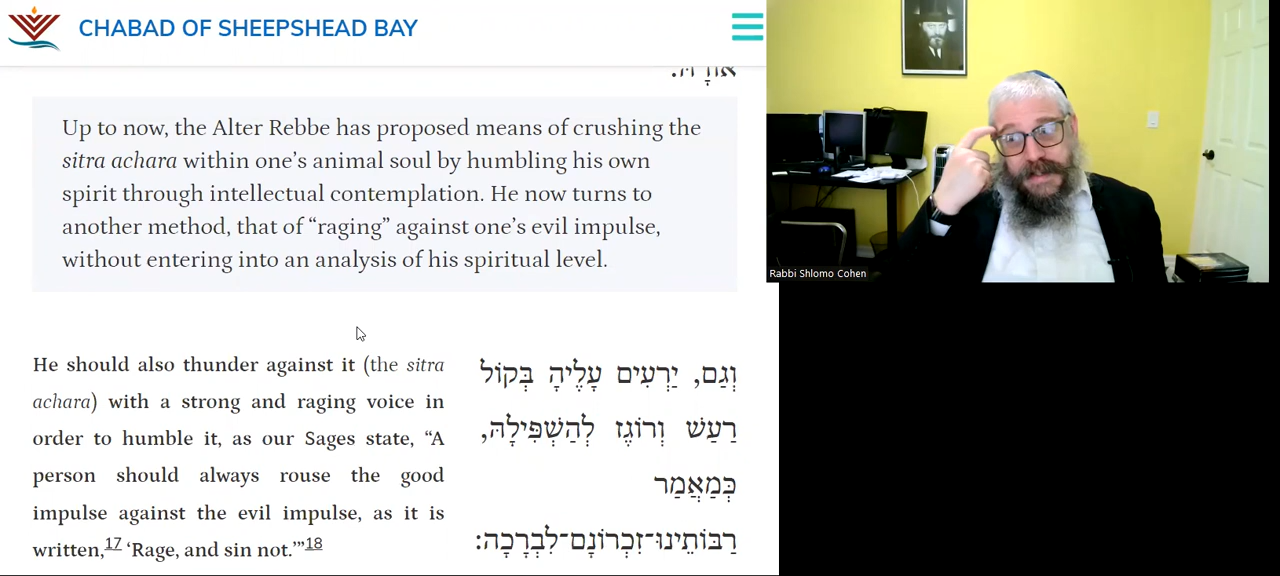 CHABAD OF SHEEPSHEAD BAY
אוֹרָה.
Up to now, the Alter Rebbe has proposed means of crushing the
sitra achara within one’s animal soul by humbling his own
spirit through intellectual contemplation. He now turns to
another method, that of “raging” against one’s evil impulse,
without entering into an analysis of his spiritual level.
He should also thunder against it (the sitra
achara) with a strong and raging voice in
order to humble it, as our Sages state, “A
person should always rouse the good
impulse against the evil impulse, as it is
written,17 ‘Rage, and sin not.’”18
וְגַם, יַרְעִים עָלֶיהָ בְּקוֹל
רַעַשׁ וְרוֹגֶז לְהַשְׁפִּילָהּ,
כְּמַאֲמַר
רַבּוֹתֵינוּ־זִכְרוֹנָם־לִבְרָכָה:
Rabbi Shlomo Cohen